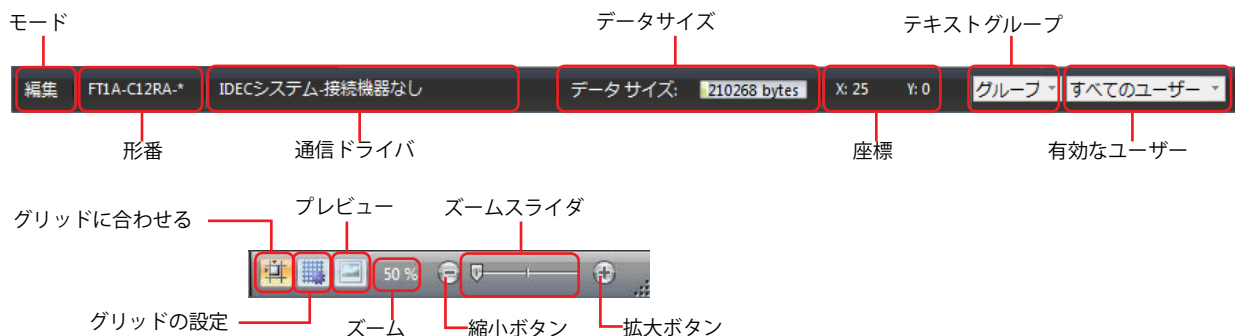 モード
データサイズ
テキストグループ
編集 FT1A-C12RA-* IDECシステム-接続機器なし データ サイズ: 210268 bytes X: 25 Y: 0 グループ すべてのユーザー
形番
通信ドライバ
座標
有効なユーザー
グリッドに合わせる
プレビュー
ズームスライダ
50 %
グリッドの設定
ズーム
縮小ボタン
拡大ボタン